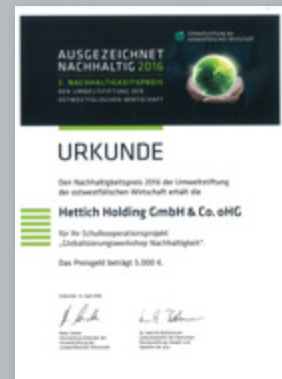 Umweltstiftung der
ostwestfälischen Wirtschaft
AUSGEZEICHNET
NACHHALTIG 2016
2. NACHHALTIGKEITSPREIS
DER UMWELTSTIFTUNG DER
OSTWESTFÄLISCHEN WIRTSCHAFT
URKUNDE
Den Nachhaltigkeitspreis 2016 der Umweltstiftung
der ostwestfälischen Wirtschaft erhält die
Hettich Holding GmbH & Co. oHG
für ihr Schulkooperationsprojekt
„Globalisierungsworkshop Nachhaltigkeit“.
Das Preisgeld beträgt 5.000 €.